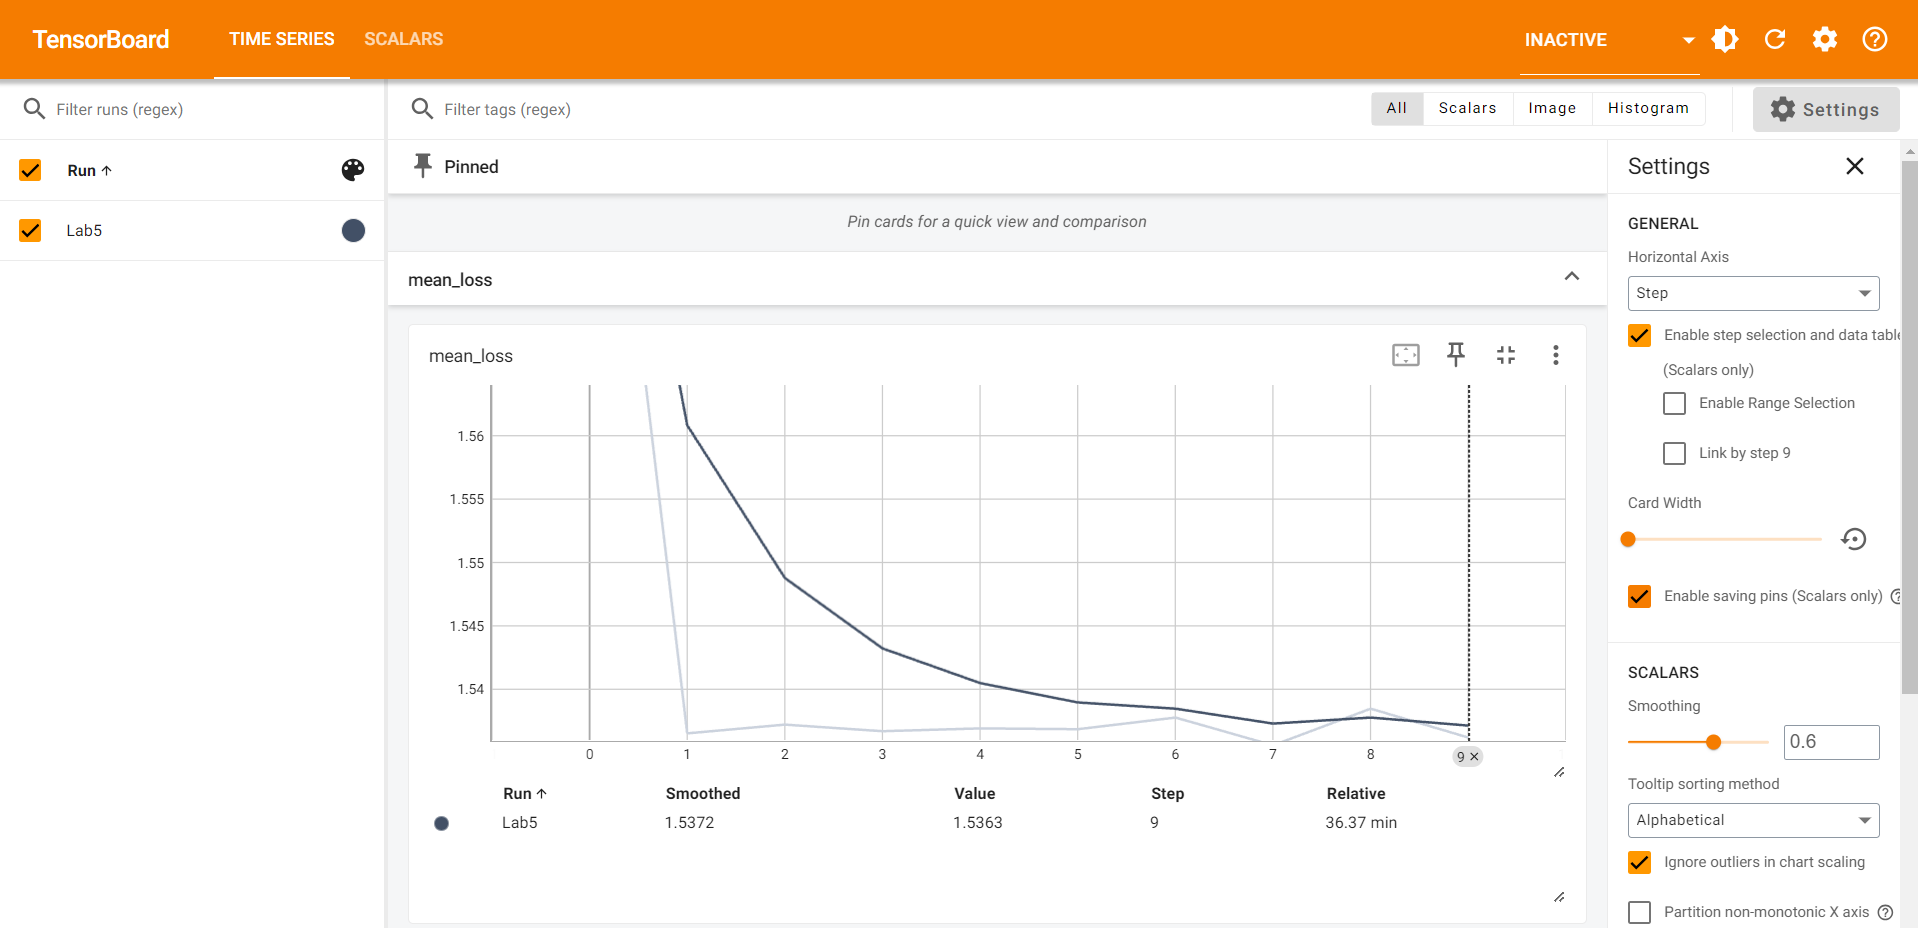 TensorBoard TIME SERIES SCALARS INACTIVE
Filter runs (regex)
Run
Lab5
Filter tags (regex)
All Scalars Image Histogram
Settings
Pinned
Pin cards for a quick view and comparison
mean_loss
mean_loss
1.56
1.555
1.55
1.545
1.54
0 1 2 3 4 5 6 7 8 9
Run Smoothed Value Step Relative
Lab5 1.5372 1.5363 9 36.37 min
Settings
GENERAL
Horizontal Axis
Step
Enable step selection and data table
(Scalars only)
Enable Range Selection
Link by step 9
Card Width
Enable saving pins (Scalars only)
SCALARS
Smoothing
0.6
Tooltip sorting method
Alphabetical
Ignore outliers in chart scaling
Partition non-monotonic X axis